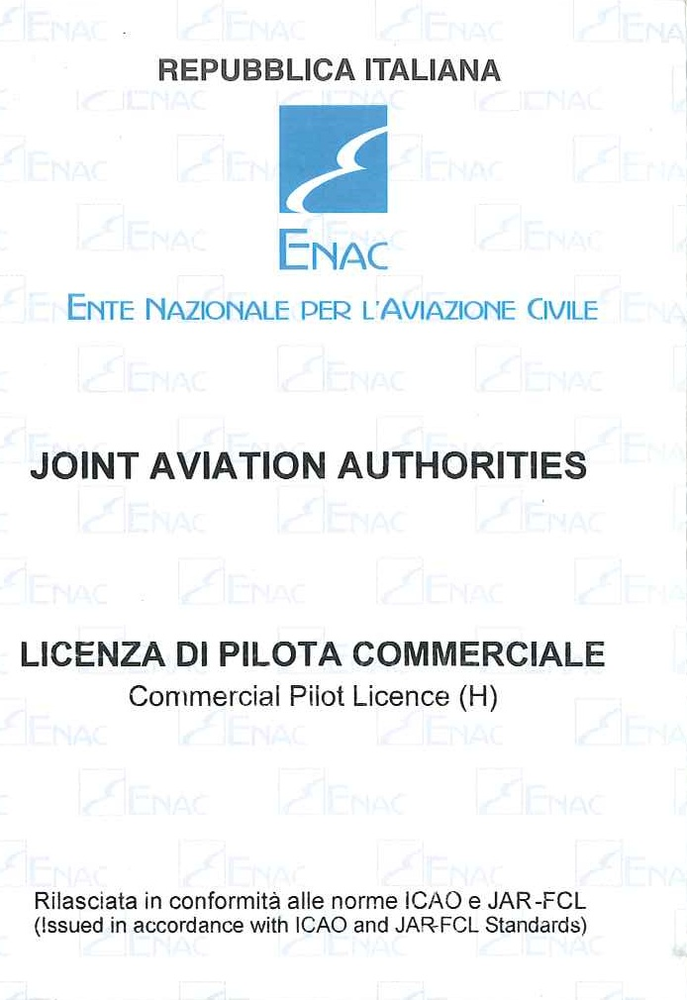 REPUBBLICA ITALIANA
ENAC
ENTE NAZIONALE PER L'AVIAZIONE CIVILE
JOINT AVIATION AUTHORITIES
LICENZA DI PILOTA COMMERCIALE
Commercial Pilot Licence (H)
Rilasciata in conformità alle norme ICAO e JAR-FCL
(Issued in accordance with ICAO and JAR-FCL Standards)